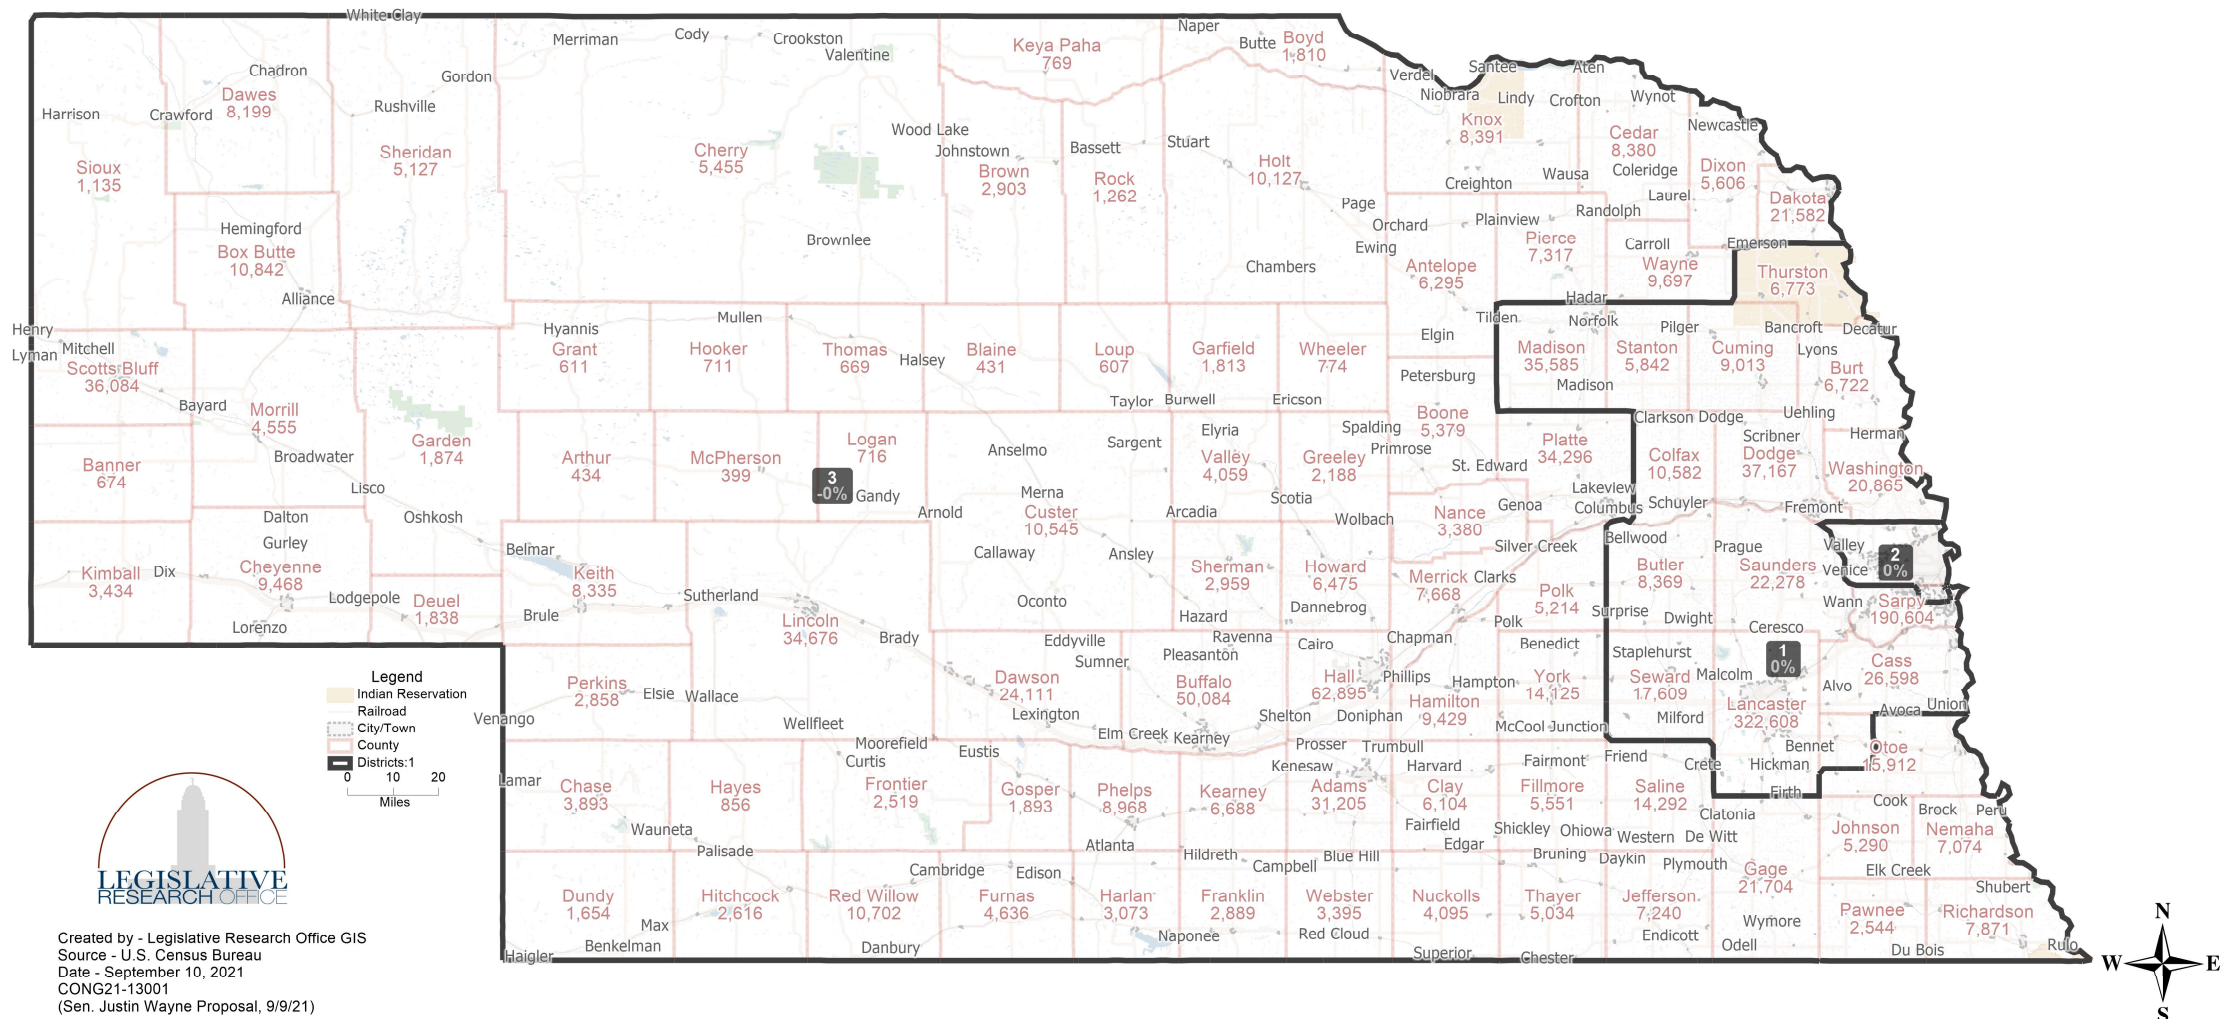 White Clay
Merriman
Cody
Crookston
Valentine
Keya Paha
769
Naper
Butte
Boyd
1,810
Verdel
Santee
Aten
Niobrara
Lindy
Crofton
Wynot
Knox
8,391
Cedar
8,380
Newcastle
Chadron
Gordon
Dawes
8,199
Rushville
Harrison
Crawford
Sioux
1,135
Sheridan
5,127
Cherry
5,455
Wood Lake
Johnstown
Brown
2,903
Bassett
Rock
1,262
Stuart
Holt
10,127
Creighton
Wausa
Coleridge
Dixon
5,606
Laurel
Dakota
21,582
Page
Orchard
Plainview
Randolph
Hemingford
Box Butte
10,842
Brownlee
Ewing
Pierce
7,317
Carroll
Wayne
9,697
Emerson
Chambers
Antelope
6,295
Thurston
6,773
Alliance
Hadar
Henry
Lyman
Mitchell
Scotts Bluff
36,084
Hyannis
Grant
611
Mullen
Hooker
711
Thomas
669
Halsey
Blaine
431
Loup
607
Garfield
1,813
Wheeler
774
Elgin
Tilden
Norfolk
Pilger
Bancroft
Decatur
Madison
35,585
Stanton
5,842
Cuming
9,013
Lyons
Burt
6,722
Petersburg
Madison
Bayard
Morrill
4,555
Taylor
Burwell
Ericson
Boone
5,379
Clarkson
Dodge
Uehling
Garden
1,874
Logan
716
Elyria
Spalding
Primrose
Platte
34,296
Scribner
Dodge
37,167
Herman
Broadwater
Banner
674
Arthur
434
McPherson
399
Anselmo
Sargent
Valley
4,059
Greeley
2,188
St. Edward
Colfax
10,582
Washington
20,865
Lisco
3
-0%
Gandy
Merna
Scotia
Lakeview
Columbus
Schuyler
Fremont
Dalton
Oshkosh
Arnold
Custer
10,545
Arcadia
Wolbach
Nance
3,380
Genoa
Gurley
Belmar
Callaway
Ansley
Silver Creek
Bellwood
Prague
Valley
2
0%
Kimball
3,434
Dix
Cheyenne
9,468
Keith
8,335
Sherman
2,959
Howard
6,475
Merrick
7,668
Clarks
Butler
8,369
Saunders
22,278
Venice
Lodgepole
Deuel
1,838
Sutherland
Oconto
Dannebrog
Polk
5,214
Wann
Sarpy
190,604
Lorenzo
Brule
Lincoln
34,676
Hazard
Polk
Surprise
Dwight
Ceresco
Brady
Eddyville
Ravenna
Cairo
Chapman
Benedict
Staplehurst
1
0%
Sumner
Pleasanton
Malcolm
Cass
26,598
Legend
Indian Reservation
Railroad
City/Town
County
Districts:1
0 10 20
Miles
Perkins
2,858
Elsie
Wallace
Dawson
24,111
Buffalo
50,084
Hall
62,895
Phillips
Hampton
York
14,125
Seward
17,609
Alvo
Venango
Wellfleet
Lexington
Shelton
Doniphan
Hamilton
9,429
McCool Junction
Milford
Lancaster
322,608
Avoca
Union
Elm Creek
Kearney
Moorefield
Curtis
Eustis
Prosser
Trumbull
Kenesaw
Harvard
Fairmont
Friend
Crete
Bennet
Hickman
Otoe
15,912
Lamar
Chase
3,893
Hayes
856
Frontier
2,519
Gosper
1,893
Phelps
8,968
Kearney
6,688
Adams
31,205
Clay
6,104
Fillmore
5,551
Saline
14,292
Firth
Cook
Brock
Peru
Wauneta
Fairfield
Shickley
Ohiowa
Western
De Witt
Clatonia
Johnson
5,290
Nemaha
7,074
Palisade
Atlanta
Hildreth
Blue Hill
Edgar
Bruning
Daykin
Plymouth
Elk Creek
Cambridge
Edison
Campbell
Gage
21,704
Shubert
Dundy
1,654
Hitchcock
2,616
Red Willow
10,702
Furnas
4,636
Harlan
3,073
Franklin
2,889
Webster
3,395
Nuckolls
4,095
Thayer
5,034
Jefferson
7,240
Pawnee
2,544
Richardson
7,871
Max
Wymore
Benkelman
Danbury
Naponee
Red Cloud
Endicott
Odell
Du Bois
Rulo
Haigler
Superior
Chester
LEGISLATIVE
RESEARCH OFFICE
Created by - Legislative Research Office GIS
Source - U.S. Census Bureau
Date - September 10, 2021
CONG21-13001
(Sen. Justin Wayne Proposal, 9/9/21)
N
W E
S